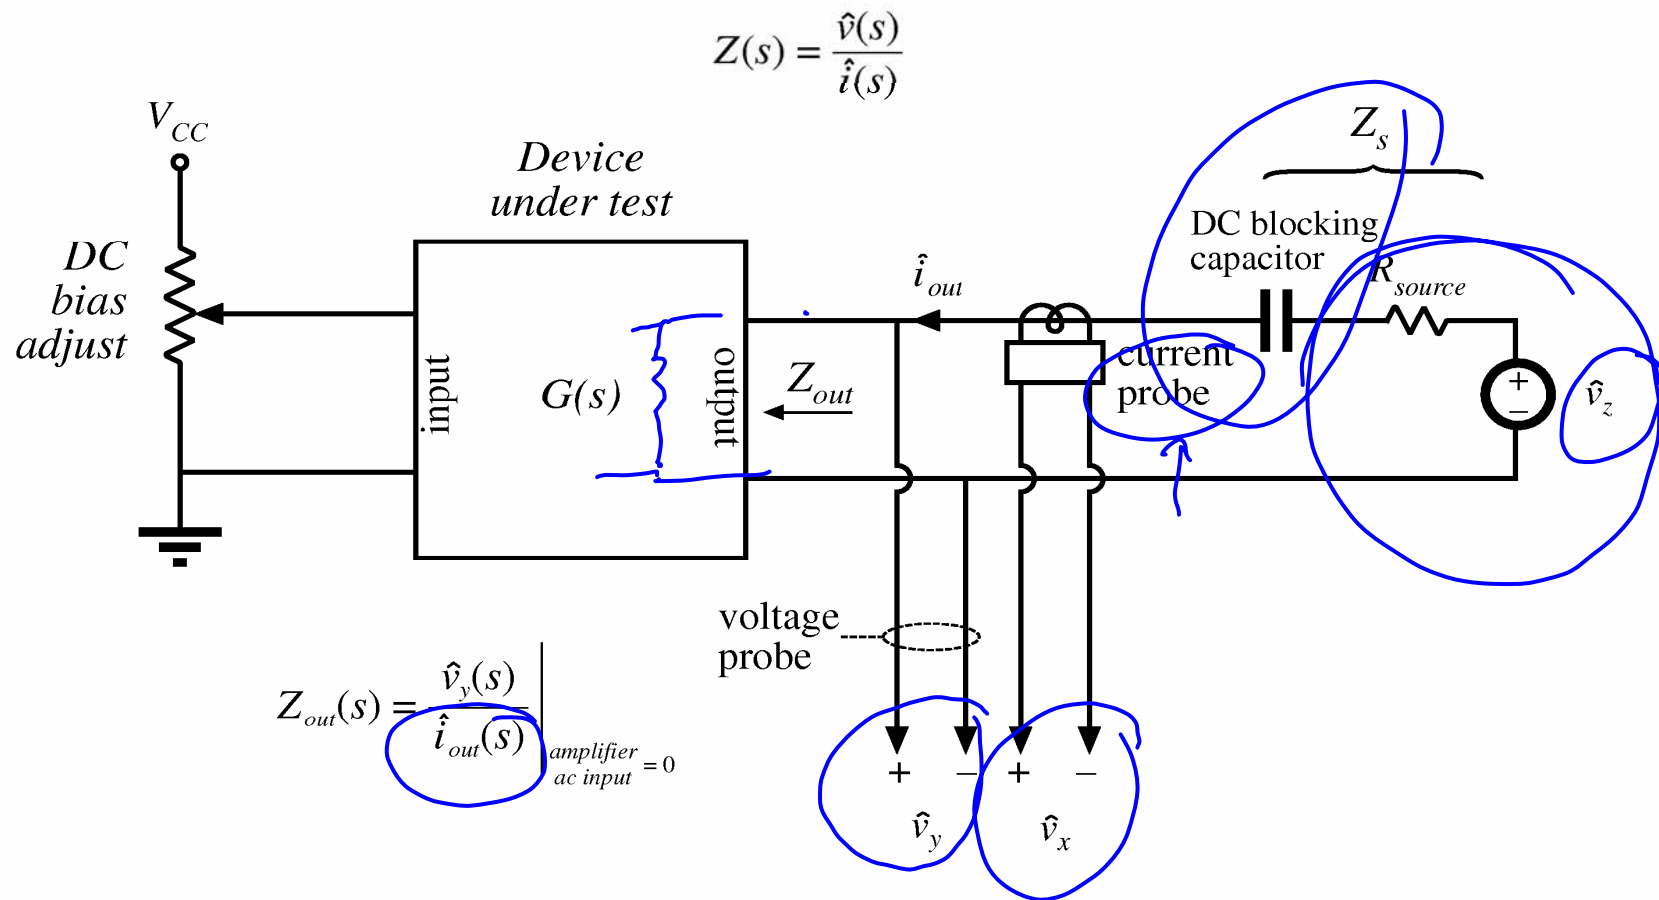 Z(s) = v̂(s) / î(s)
V_CC
Device
under test
Z_s
DC
bias
adjust
DC blocking
capacitor
î_out
R_source
input
G(s)
output
Z_out
current
probe
+
–
v̂_z
voltage
probe
Z_out(s) = v̂_y(s) / î_out(s) | amplifier ac input = 0
+ – + –
v̂_y v̂_x